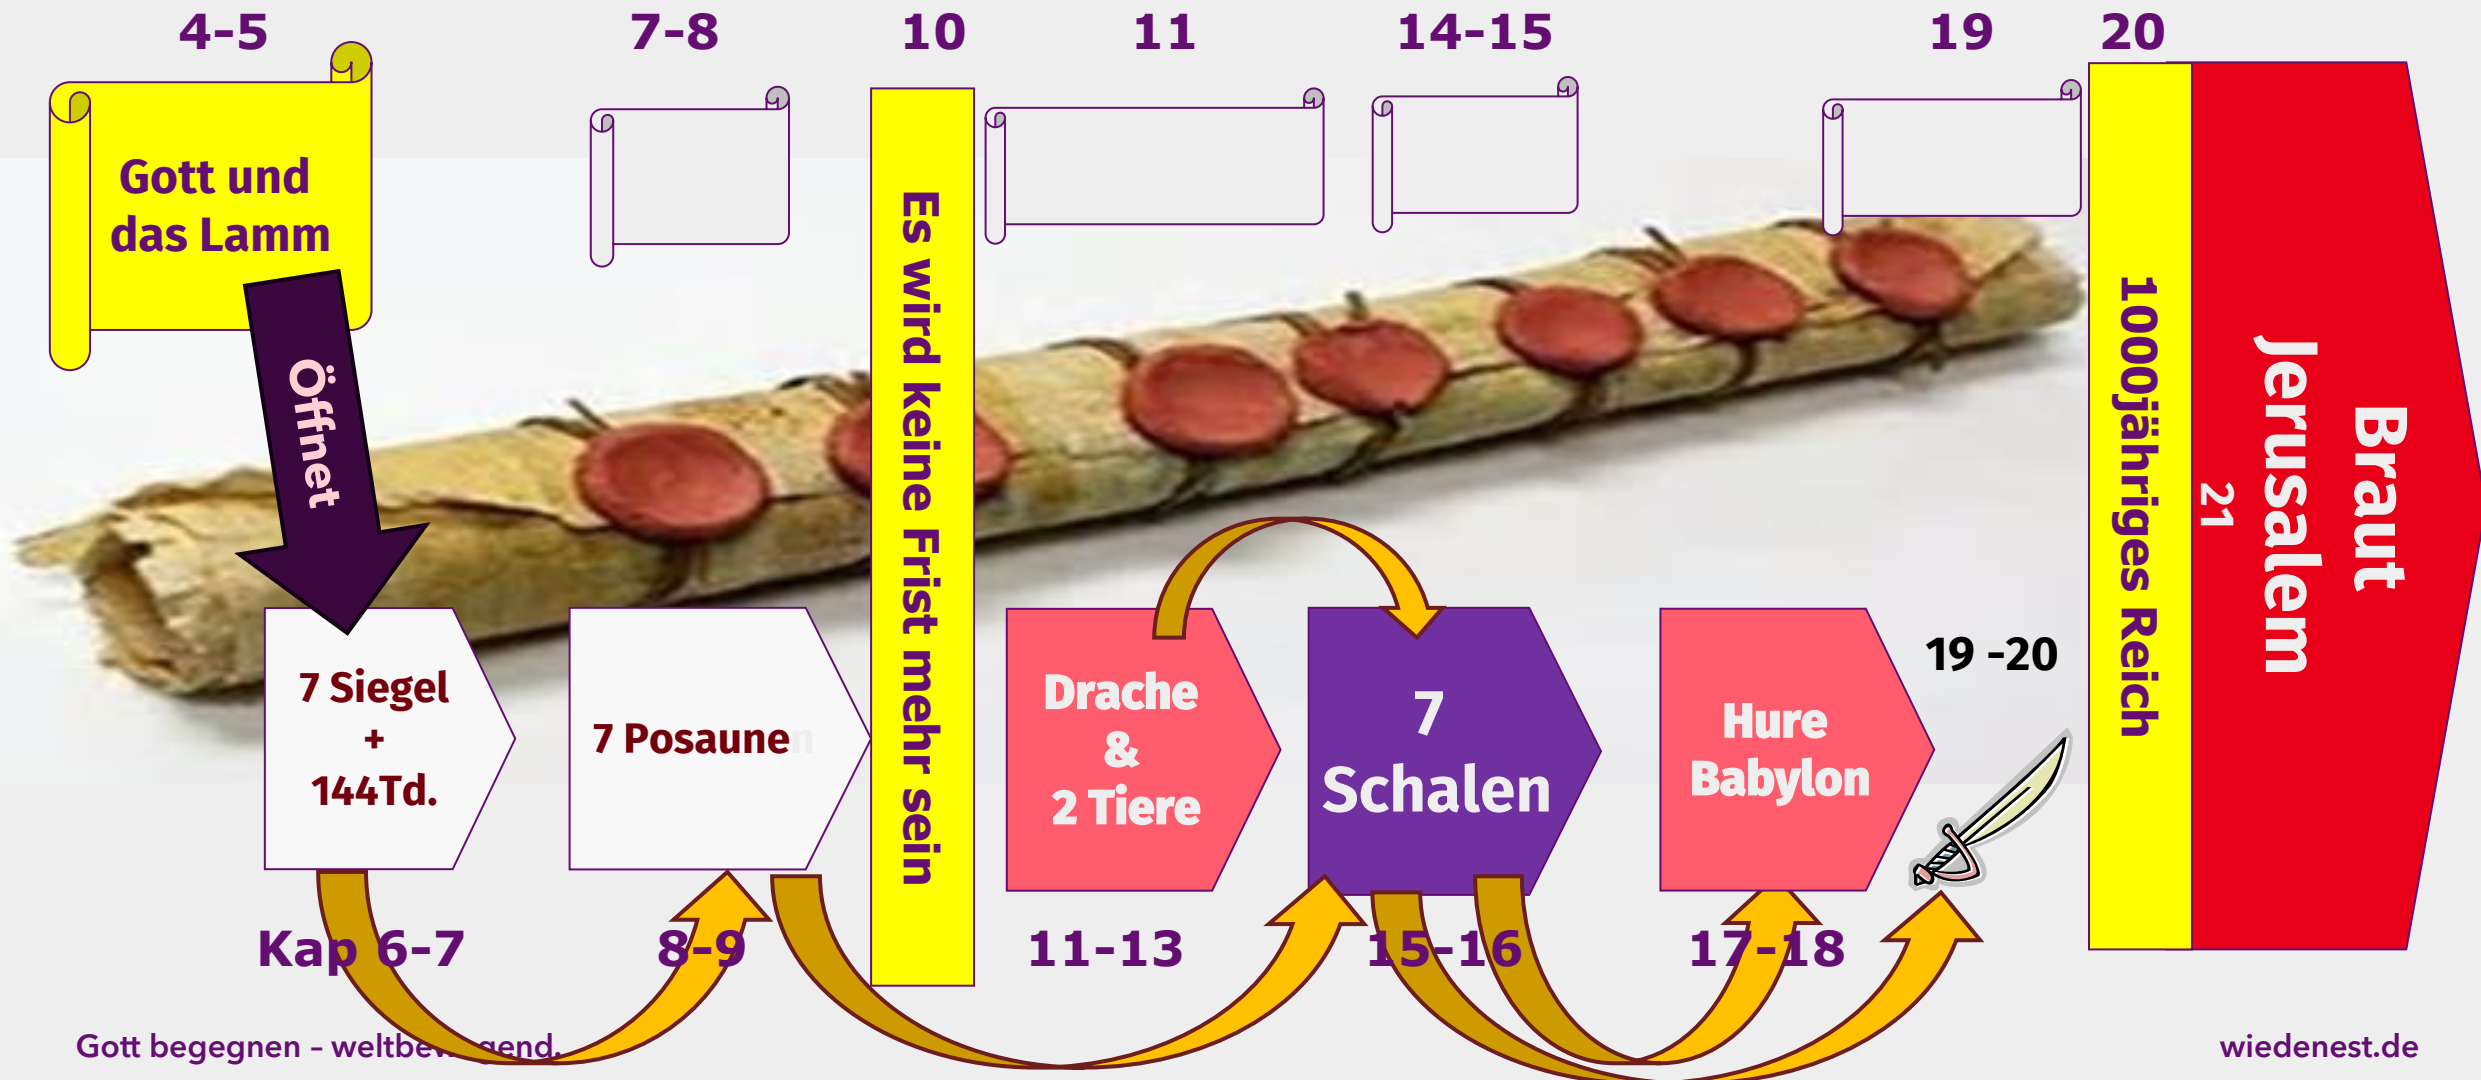 4-5
7-8
10
11
14-15
19
20
Gott und
das Lamm
Öffnet
Es wird keine Frist mehr sein
1000jähriges Reich
Braut
Jerusalem
21
7 Siegel
+
144Td.
7 Posaunen
Drache
&
2 Tiere
7
Schalen
Hure
Babylon
19 -20
Kap 6-7
8-9
11-13
15-16
17-18
Gott begegnen – weltbewegend.
wiedenest.de